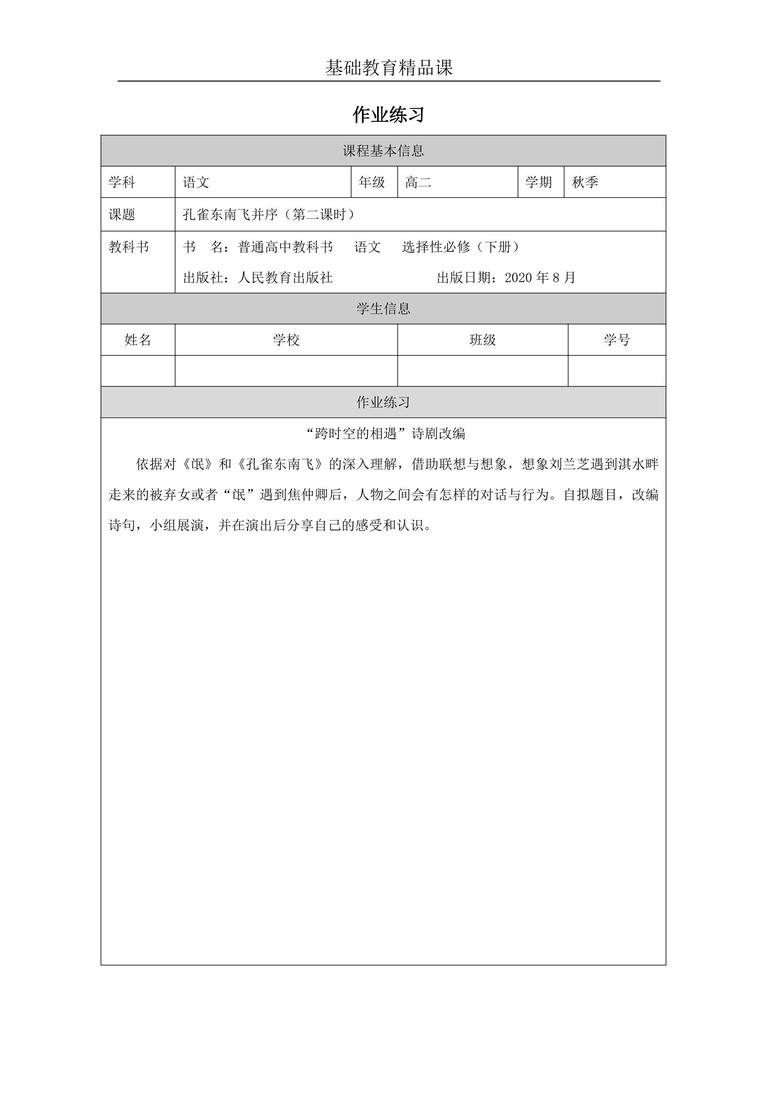 基础教育精品课
作业练习
课程基本信息
学科 语文 年级 高二 学期 秋季
课题 孔雀东南飞并序（第二课时）
教科书 书 名：普通高中教科书 语文 选择性必修（下册）
出版社：人民教育出版社 出版日期：2020 年 8 月
学生信息
姓名 学校 班级 学号
作业练习
“跨时空的相遇”诗剧改编
依据对《氓》和《孔雀东南飞》的深入理解，借助联想与想象，想象刘兰芝遇到淇水畔
走来的被弃女或者“氓”遇到焦仲卿后，人物之间会有怎样的对话与行为。自拟题目，改编
诗句，小组展演，并在演出后分享自己的感受和认识。